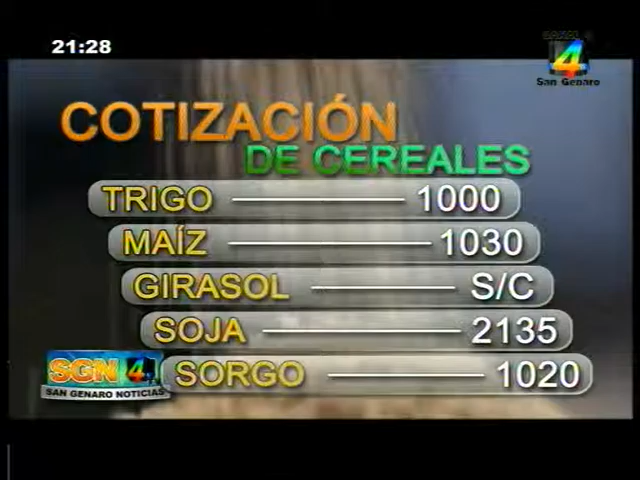 21:28
CANAL
4
San Genaro
COTIZACIÓN
DE CEREALES
TRIGO 1000
MAÍZ 1030
GIRASOL S/C
SOJA 2135
SORGO 1020
SGN 4
SAN GENARO NOTICIAS